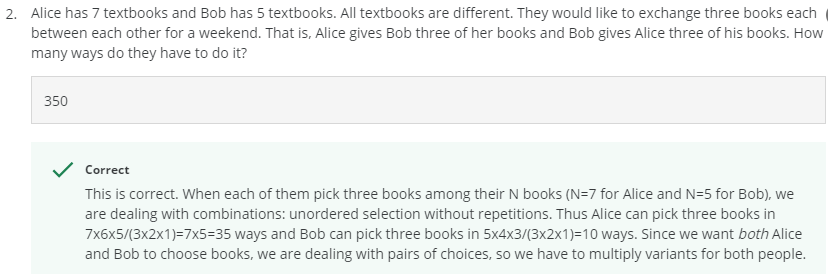 2. Alice has 7 textbooks and Bob has 5 textbooks. All textbooks are different. They would like to exchange three books each
between each other for a weekend. That is, Alice gives Bob three of her books and Bob gives Alice three of his books. How
many ways do they have to do it?
350
Correct
This is correct. When each of them pick three books among their N books (N=7 for Alice and N=5 for Bob), we
are dealing with combinations: unordered selection without repetitions. Thus Alice can pick three books in
7x6x5/(3x2x1)=7x5=35 ways and Bob can pick three books in 5x4x3/(3x2x1)=10 ways. Since we want both Alice
and Bob to choose books, we are dealing with pairs of choices, so we have to multiply variants for both people.